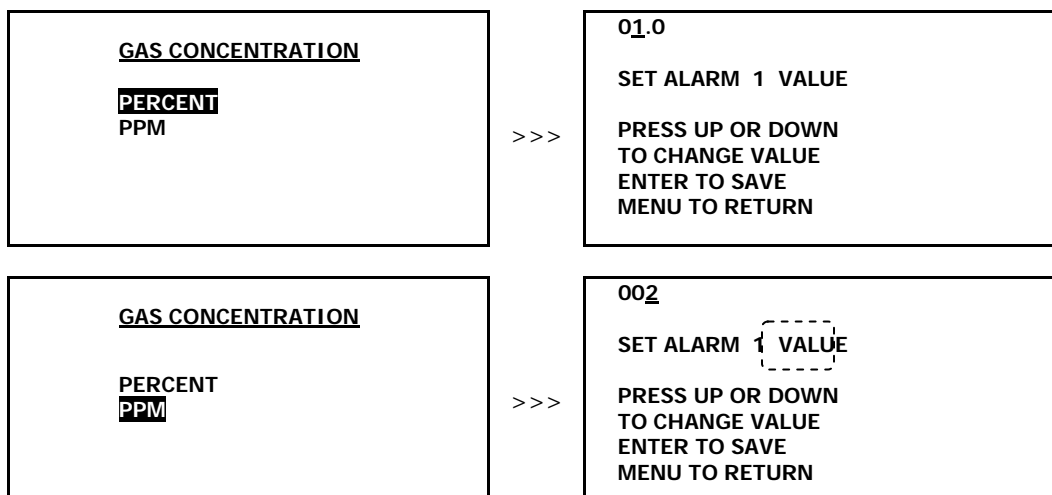 GAS CONCENTRATION
PERCENT
PPM
>>>
01.0
SET ALARM 1 VALUE
PRESS UP OR DOWN
TO CHANGE VALUE
ENTER TO SAVE
MENU TO RETURN
GAS CONCENTRATION
PERCENT
PPM
>>>
002
SET ALARM 1 VALUE
PRESS UP OR DOWN
TO CHANGE VALUE
ENTER TO SAVE
MENU TO RETURN